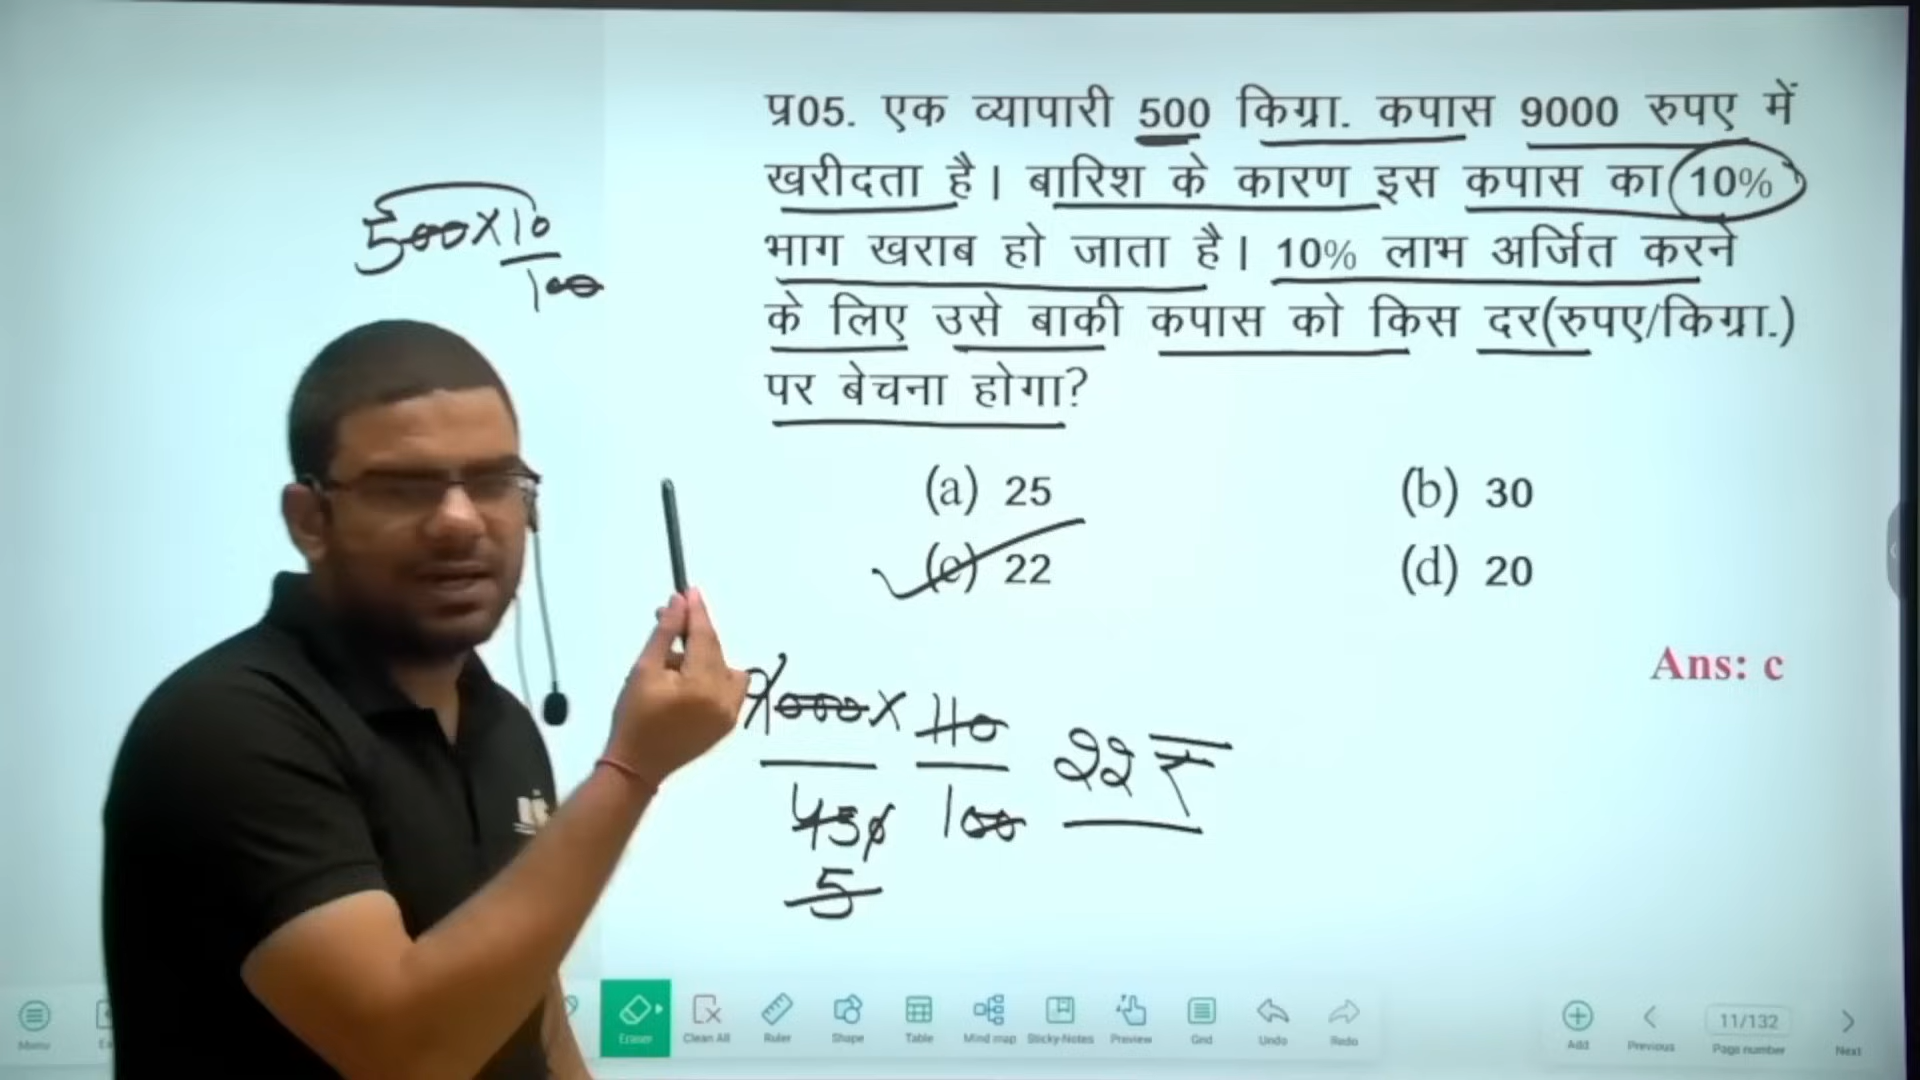 प्र05. एक व्यापारी 500 किग्रा. कपास 9000 रुपए में
खरीदता है। बारिश के कारण इस कपास का 10%
भाग खराब हो जाता है। 10% लाभ अर्जित करने
के लिए उसे बाकी कपास को किस दर(रुपए/किग्रा.)
पर बेचना होगा?
(a) 25 (b) 30
(c) 22 (d) 20
Ans: c
500×10
100
9000× 110 22 ₹
450 100
5
Menu
Eraser Clean All Ruler Shape Table Mind map Sticky-Notes Preview Grid Undo Redo
Add Previous 11/132 Page number Next